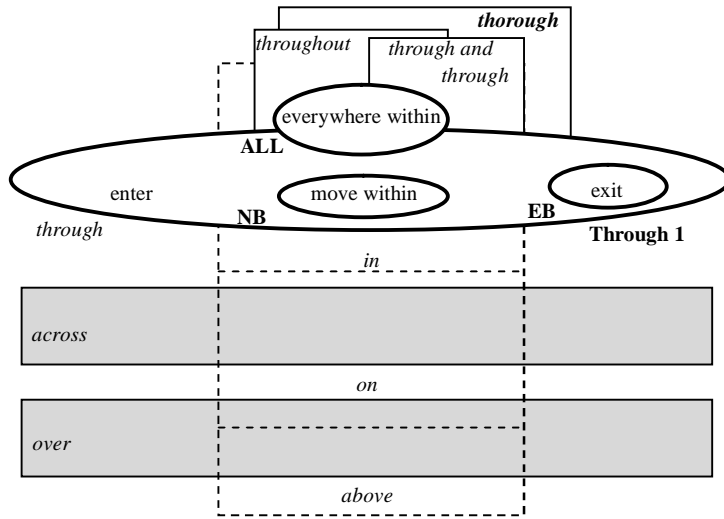 thorough
throughout
through and
through
everywhere within
ALL
enter
move within
exit
NB
EB
through
Through 1
in
across
on
over
above